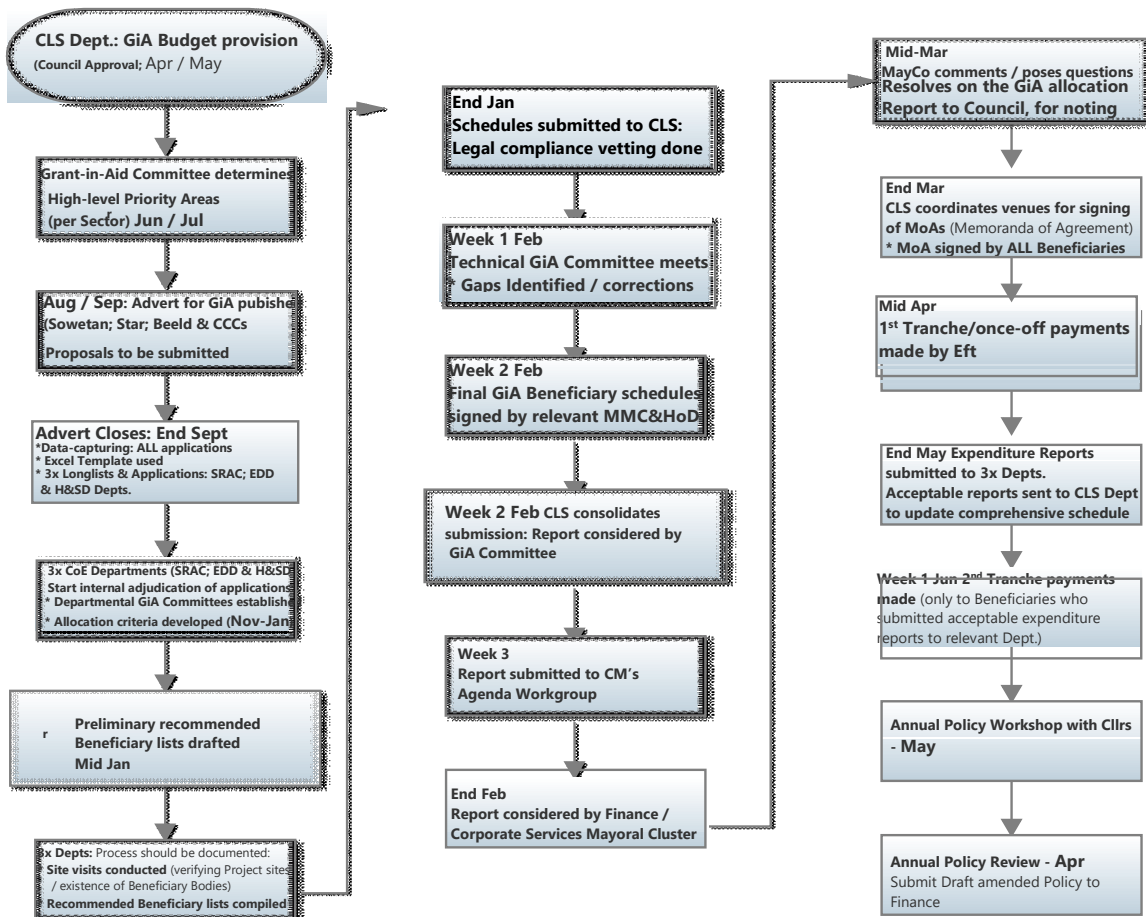 CLS Dept.: GiA Budget provision
(Council Approval; Apr / May
Grant-in-Aid Committee determines
High-level Priority Areas
(per Sector) Jun / Jul
Aug / Sep: Advert for GiA pubishe
(Sowetan; Star; Beeld & CCCs
Proposals to be submitted
Advert Closes: End Sept
*Data-capturing: ALL applications
* Excel Template used
* 3x Longlists & Applications: SRAC; EDD
& H&SD Depts.
3x CoE Departments (SRAC; EDD & H&SD
Start internal adjudication of applications
* Departmental GiA Committees establishe
* Allocation criteria developed (Nov-Jan
r
Preliminary recommended
Beneficiary lists drafted
Mid Jan
3x Depts: Process should be documented:
* Site visits conducted (verifying Project sites
/ existence of Beneficiary Bodies)
* Recommended Beneficiary lists compiled
End Jan
Schedules submitted to CLS:
Legal compliance vetting done
Week 1 Feb
Technical GiA Committee meets
* Gaps Identified / corrections
Week 2 Feb
Final GiA Beneficiary schedules
signed by relevant MMC&HoD
Week 2 Feb CLS consolidates
submission: Report considered by
GiA Committee
Week 3
Report submitted to CM's
Agenda Workgroup
End Feb
Report considered by Finance /
Corporate Services Mayoral Cluster
Mid-Mar
MayCo comments / poses questions
Resolves on the GiA allocation
Report to Council, for noting
End Mar
CLS coordinates venues for signing
of MoAs (Memoranda of Agreement)
* MoA signed by ALL Beneficiaries
Mid Apr
1st Tranche/once-off payments
made by Eft
End May Expenditure Reports
submitted to 3x Depts.
Acceptable reports sent to CLS Dept
to update comprehensive schedule
Week 1 Jun 2nd Tranche payments
made (only to Beneficiaries who
submitted acceptable expenditure
reports to relevant Dept.)
Annual Policy Workshop with Cllrs
- May
Annual Policy Review - Apr
Submit Draft amended Policy to
Finance